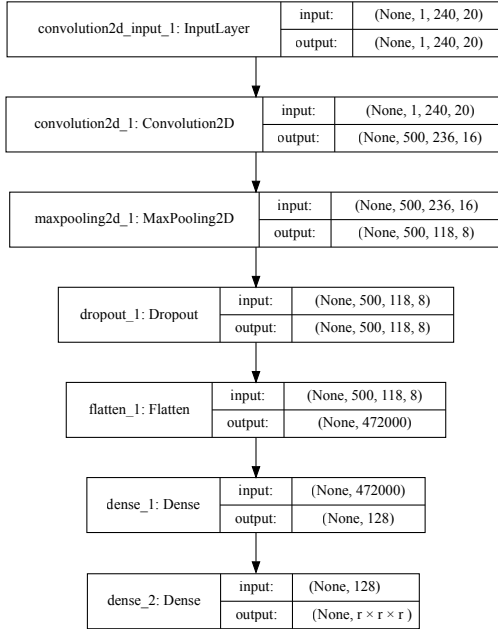 convolution2d_input_1: InputLayer
input: (None, 1, 240, 20)
output: (None, 1, 240, 20)
convolution2d_1: Convolution2D
input: (None, 1, 240, 20)
output: (None, 500, 236, 16)
maxpooling2d_1: MaxPooling2D
input: (None, 500, 236, 16)
output: (None, 500, 118, 8)
dropout_1: Dropout
input: (None, 500, 118, 8)
output: (None, 500, 118, 8)
flatten_1: Flatten
input: (None, 500, 118, 8)
output: (None, 472000)
dense_1: Dense
input: (None, 472000)
output: (None, 128)
dense_2: Dense
input: (None, 128)
output: (None, r × r × r )